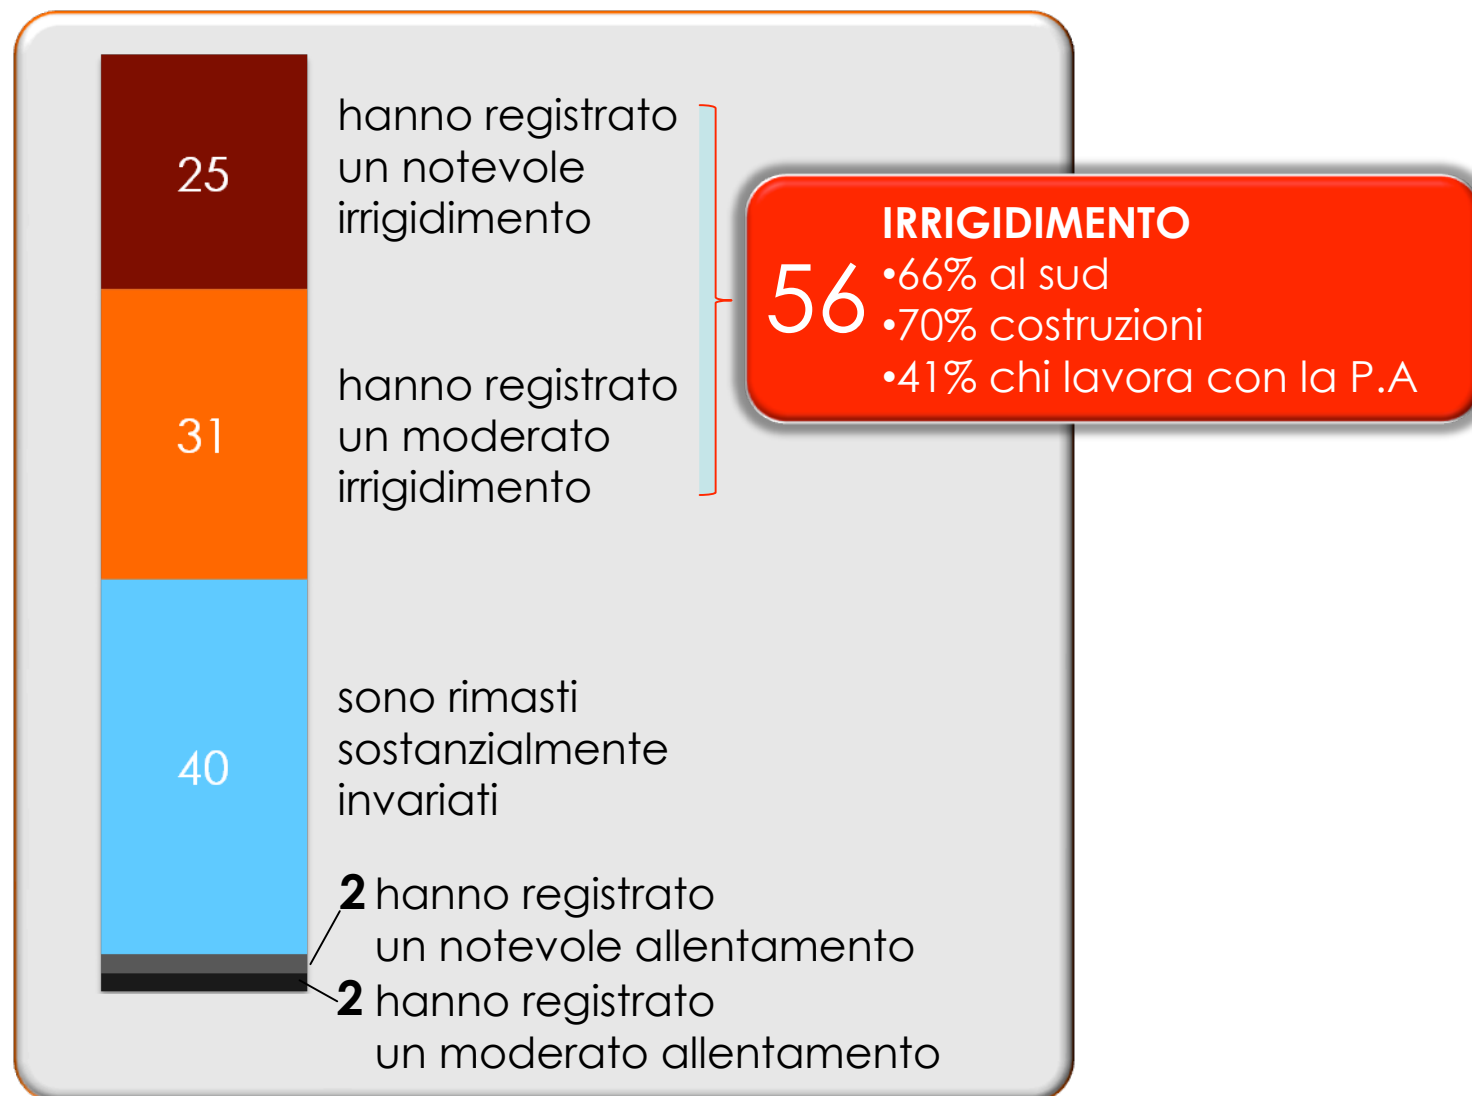 25
hanno registrato
un notevole
irrigidimento
56
IRRIGIDIMENTO
•66% al sud
•70% costruzioni
•41% chi lavora con la P.A
31
hanno registrato
un moderato
irrigidimento
40
sono rimasti
sostanzialmente
invariati
2 hanno registrato
un notevole allentamento
2 hanno registrato
un moderato allentamento